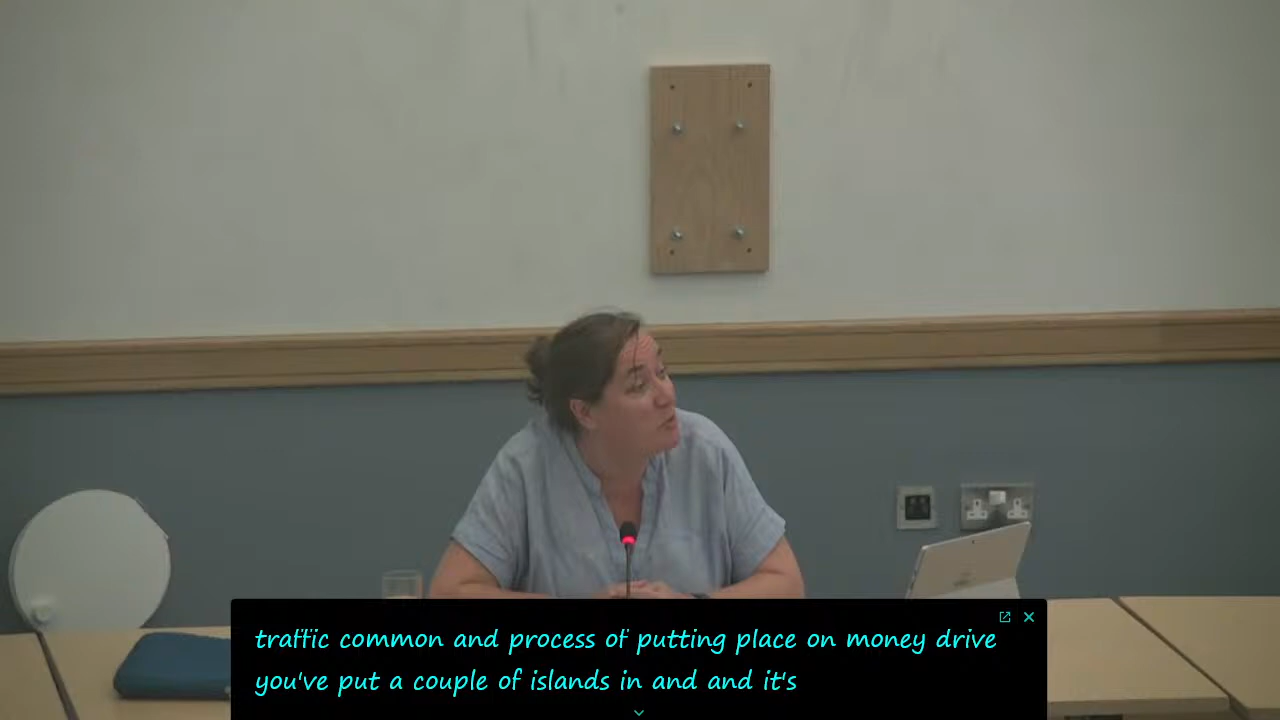 traffic common and process of putting place on money drive
you've put a couple of islands in and and it's